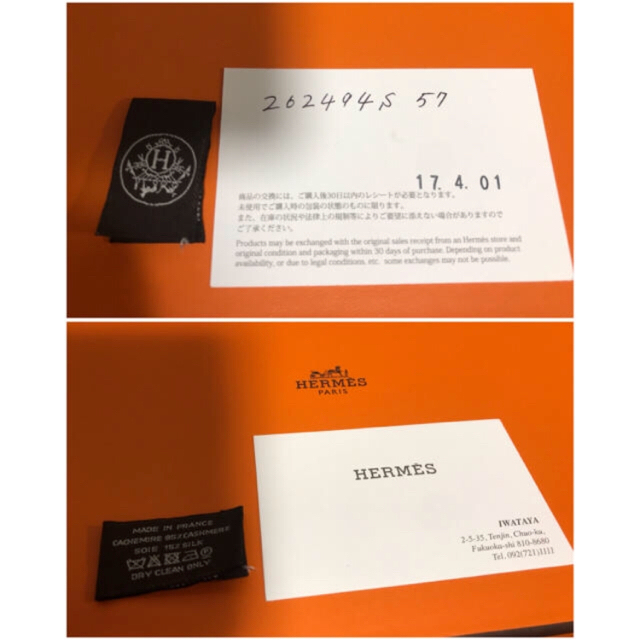 262494S 57
17.4.01
商品の交換には、ご購入後30日以内のレシートが必要となります。
未使用でご購入時の包装の状態のものに限ります。
また、在庫の状況や法律上の規制等によりご要望に添えない場合がありますので
ご了承ください。
Products may be exchanged with the original sales receipt from an Hermès store and
original condition and packaging within 30 days of purchase. Depending on product
availability, or due to legal conditions, etc. some exchanges may not be possible.
H
HERMÈS
PARIS
HERMÈS
IWATAYA
2-5-35, Tenjin, Chuo-ku,
Fukuoka-shi 810-8680
Tel. 092(721)1111
MADE IN FRANCE
CACHEMIRE 85% CASHMERE
SOIE 15% SILK
DRY CLEAN ONLY